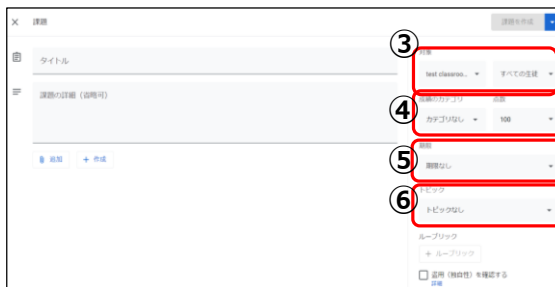 課題
課題を作成
タイトル
課題の詳細（省略可）
追加
+ 作成
③
対象
test classroo...
すべての生徒
④
成績のカテゴリ
点数
カテゴリなし
100
⑤
期限
期限なし
⑥
トピック
トピックなし
ルーブリック
+ ルーブリック
盗用（独自性）を確認する
詳細